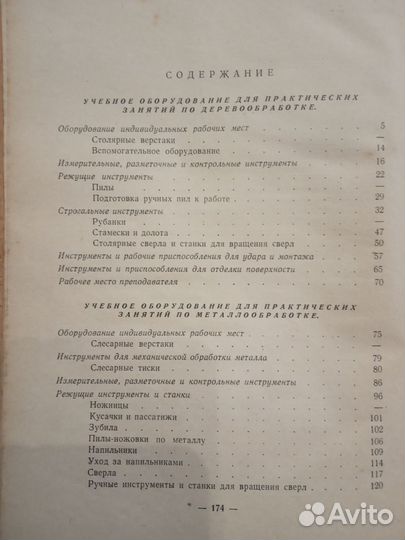 СОДЕРЖАНИЕ
УЧЕБНОЕ ОБОРУДОВАНИЕ ДЛЯ ПРАКТИЧЕСКИХ
ЗАНЯТИЙ ПО ДЕРЕВООБРАБОТКЕ.
Оборудование индивидуальных рабочих мест . . . . . 5
Столярные верстаки . . . . . —
Вспомогательное оборудование . . . . . 14
Измерительные, разметочные и контрольные инструменты . . . 16
Режущие инструменты . . . . . 22
Пилы . . . . . —
Подготовка ручных пил к работе . . . . . 29
Строгальные инструменты . . . . . 32
Рубанки . . . . . —
Стамески и долота . . . . . 47
Столярные сверла и станки для вращения сверл . . . . 50
Инструменты и рабочие приспособления для удара и монтажа . 57
Инструменты и приспособления для отделки поверхности . . . 65
Рабочее место преподавателя . . . . . 70
УЧЕБНОЕ ОБОРУДОВАНИЕ ДЛЯ ПРАКТИЧЕСКИХ
ЗАНЯТИЙ ПО МЕТАЛЛООБРАБОТКЕ.
Оборудование индивидуальных рабочих мест . . . . . 75
Слесарные верстаки . . . . . —
Инструменты для механической обработки металла . . . . 79
Слесарные тиски . . . . . 80
Измерительные, разметочные и контрольные инструменты . . . 86
Режущие инструменты и станки . . . . . 96
Ножницы . . . . . —
Кусачки и пассатижи . . . . . 101
Зубила . . . . . 102
Пилы-ножовки по металлу . . . . . 106
Напильники . . . . . 109
Уход за напильниками . . . . . 114
Сверла . . . . . 117
Ручные инструменты и станки для вращения сверл . . . . 120
— 174 —
Avito